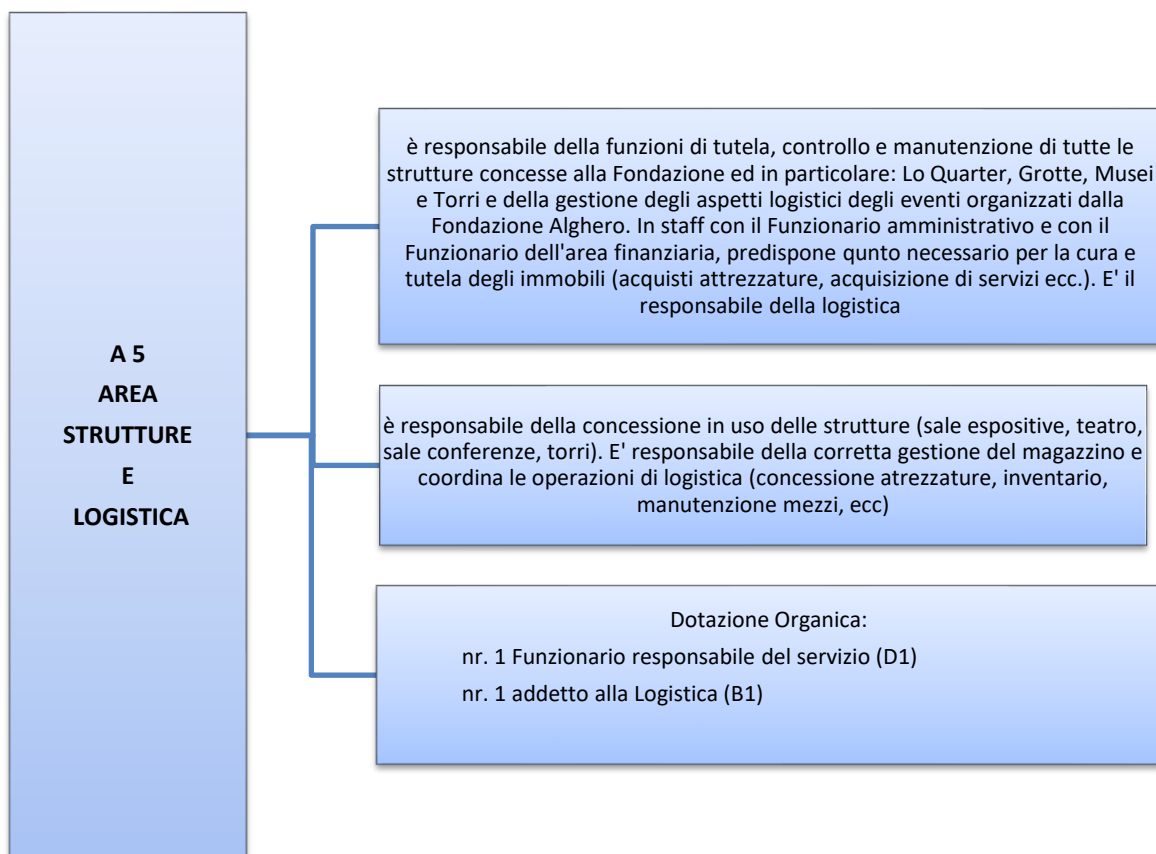 A 5
AREA
STRUTTURE
E
LOGISTICA
è responsabile della funzioni di tutela, controllo e manutenzione di tutte le
strutture concesse alla Fondazione ed in particolare: Lo Quarter, Grotte, Musei
e Torri e della gestione degli aspetti logistici degli eventi organizzati dalla
Fondazione Alghero. In staff con il Funzionario amministrativo e con il
Funzionario dell'area finanziaria, predispone qunto necessario per la cura e
tutela degli immobili (acquisti attrezzature, acquisizione di servizi ecc.). E' il
responsabile della logistica
è responsabile della concessione in uso delle strutture (sale espositive, teatro,
sale conferenze, torri). E' responsabile della corretta gestione del magazzino e
coordina le operazioni di logistica (concessione atrezzature, inventario,
manutenzione mezzi, ecc)
Dotazione Organica:
nr. 1 Funzionario responsabile del servizio (D1)
nr. 1 addetto alla Logistica (B1)